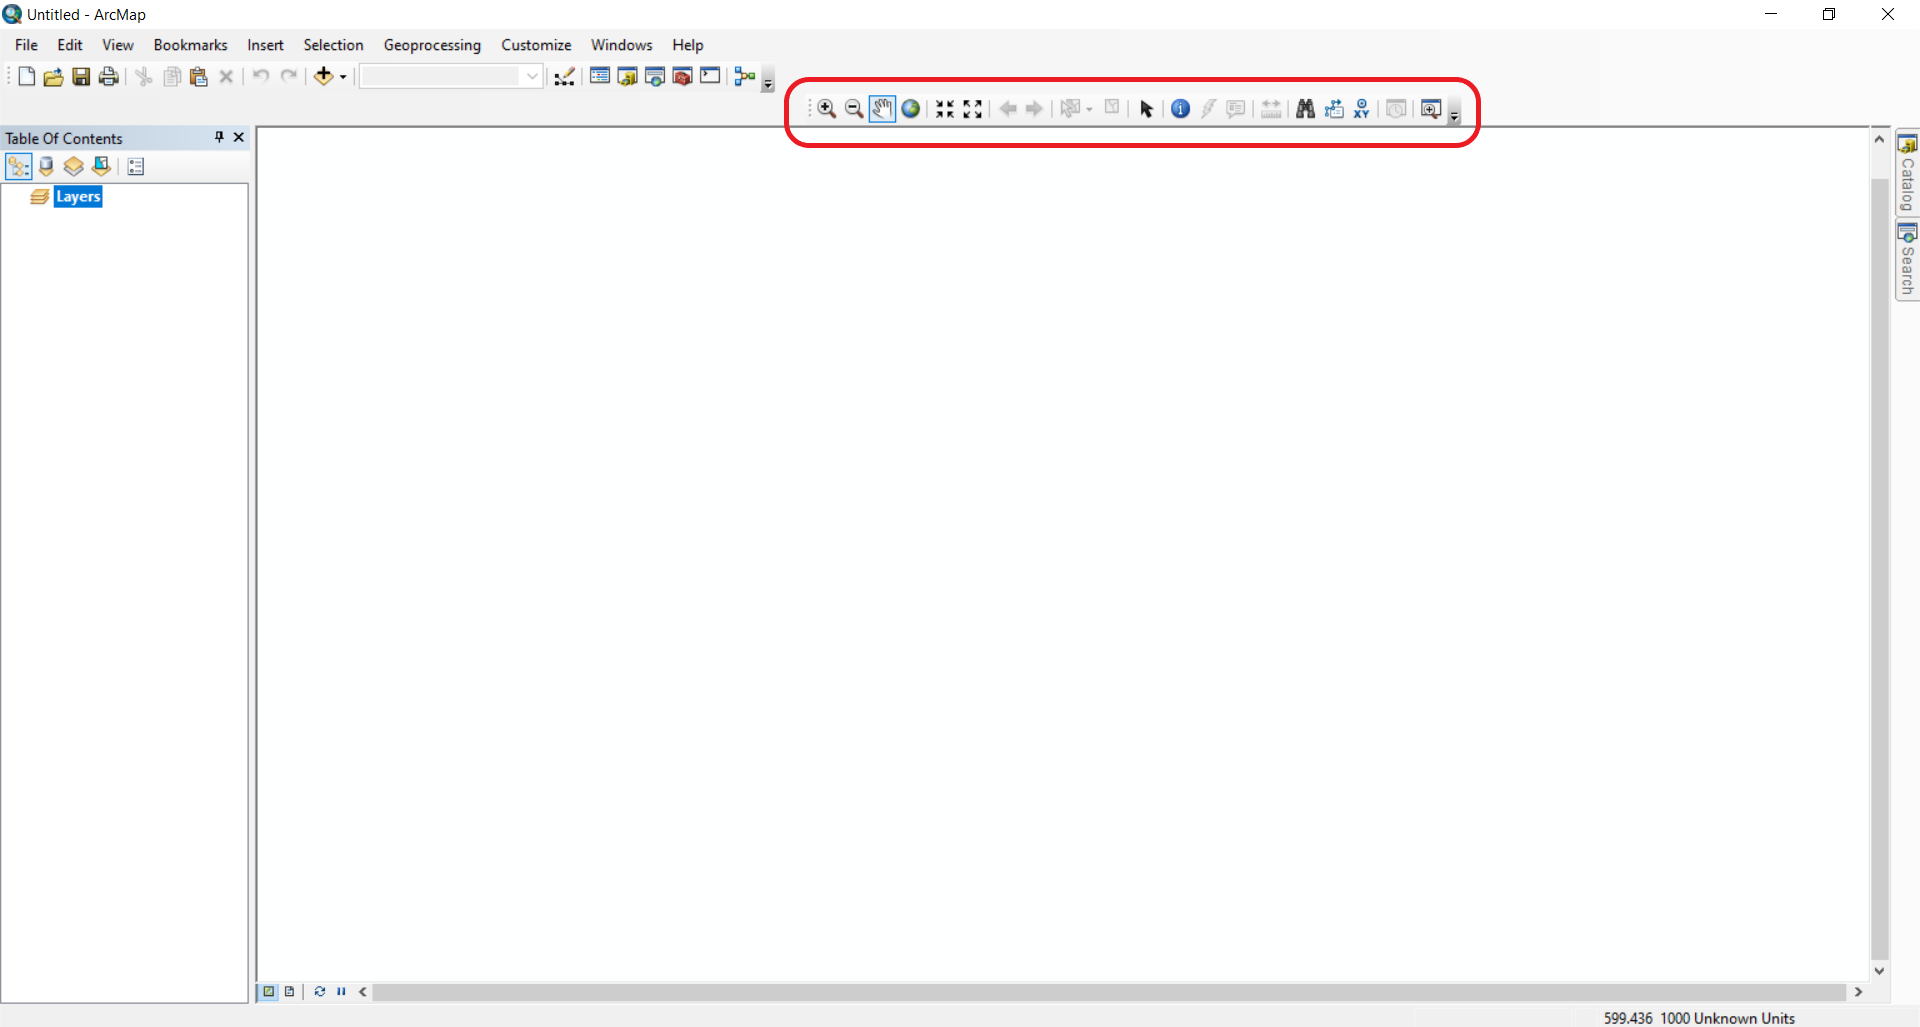 Untitled - ArcMap
File Edit View Bookmarks Insert Selection Geoprocessing Customize Windows Help
XY
Table Of Contents
Layers
Catalog
Search
599.436 1000 Unknown Units